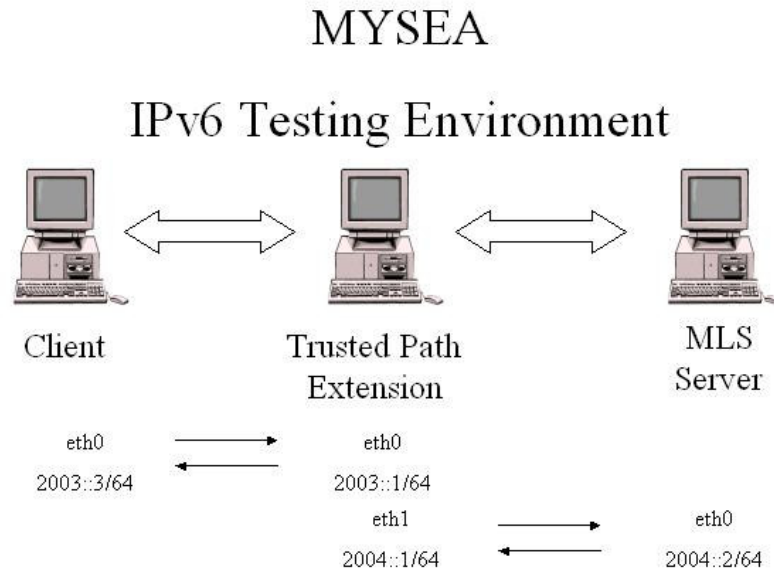 MYSEA
IPv6 Testing Environment
Client
Trusted Path
Extension
MLS
Server
eth0
2003::3/64
eth0
2003::1/64
eth1
2004::1/64
eth0
2004::2/64